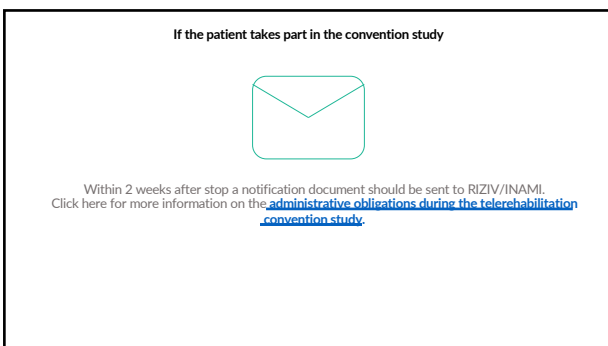 If the patient takes part in the convention study
Within 2 weeks after stop a notification document should be sent to RIZIV/INAMI.
Click here for more information on the administrative obligations during the telerehabilitation
convention study.